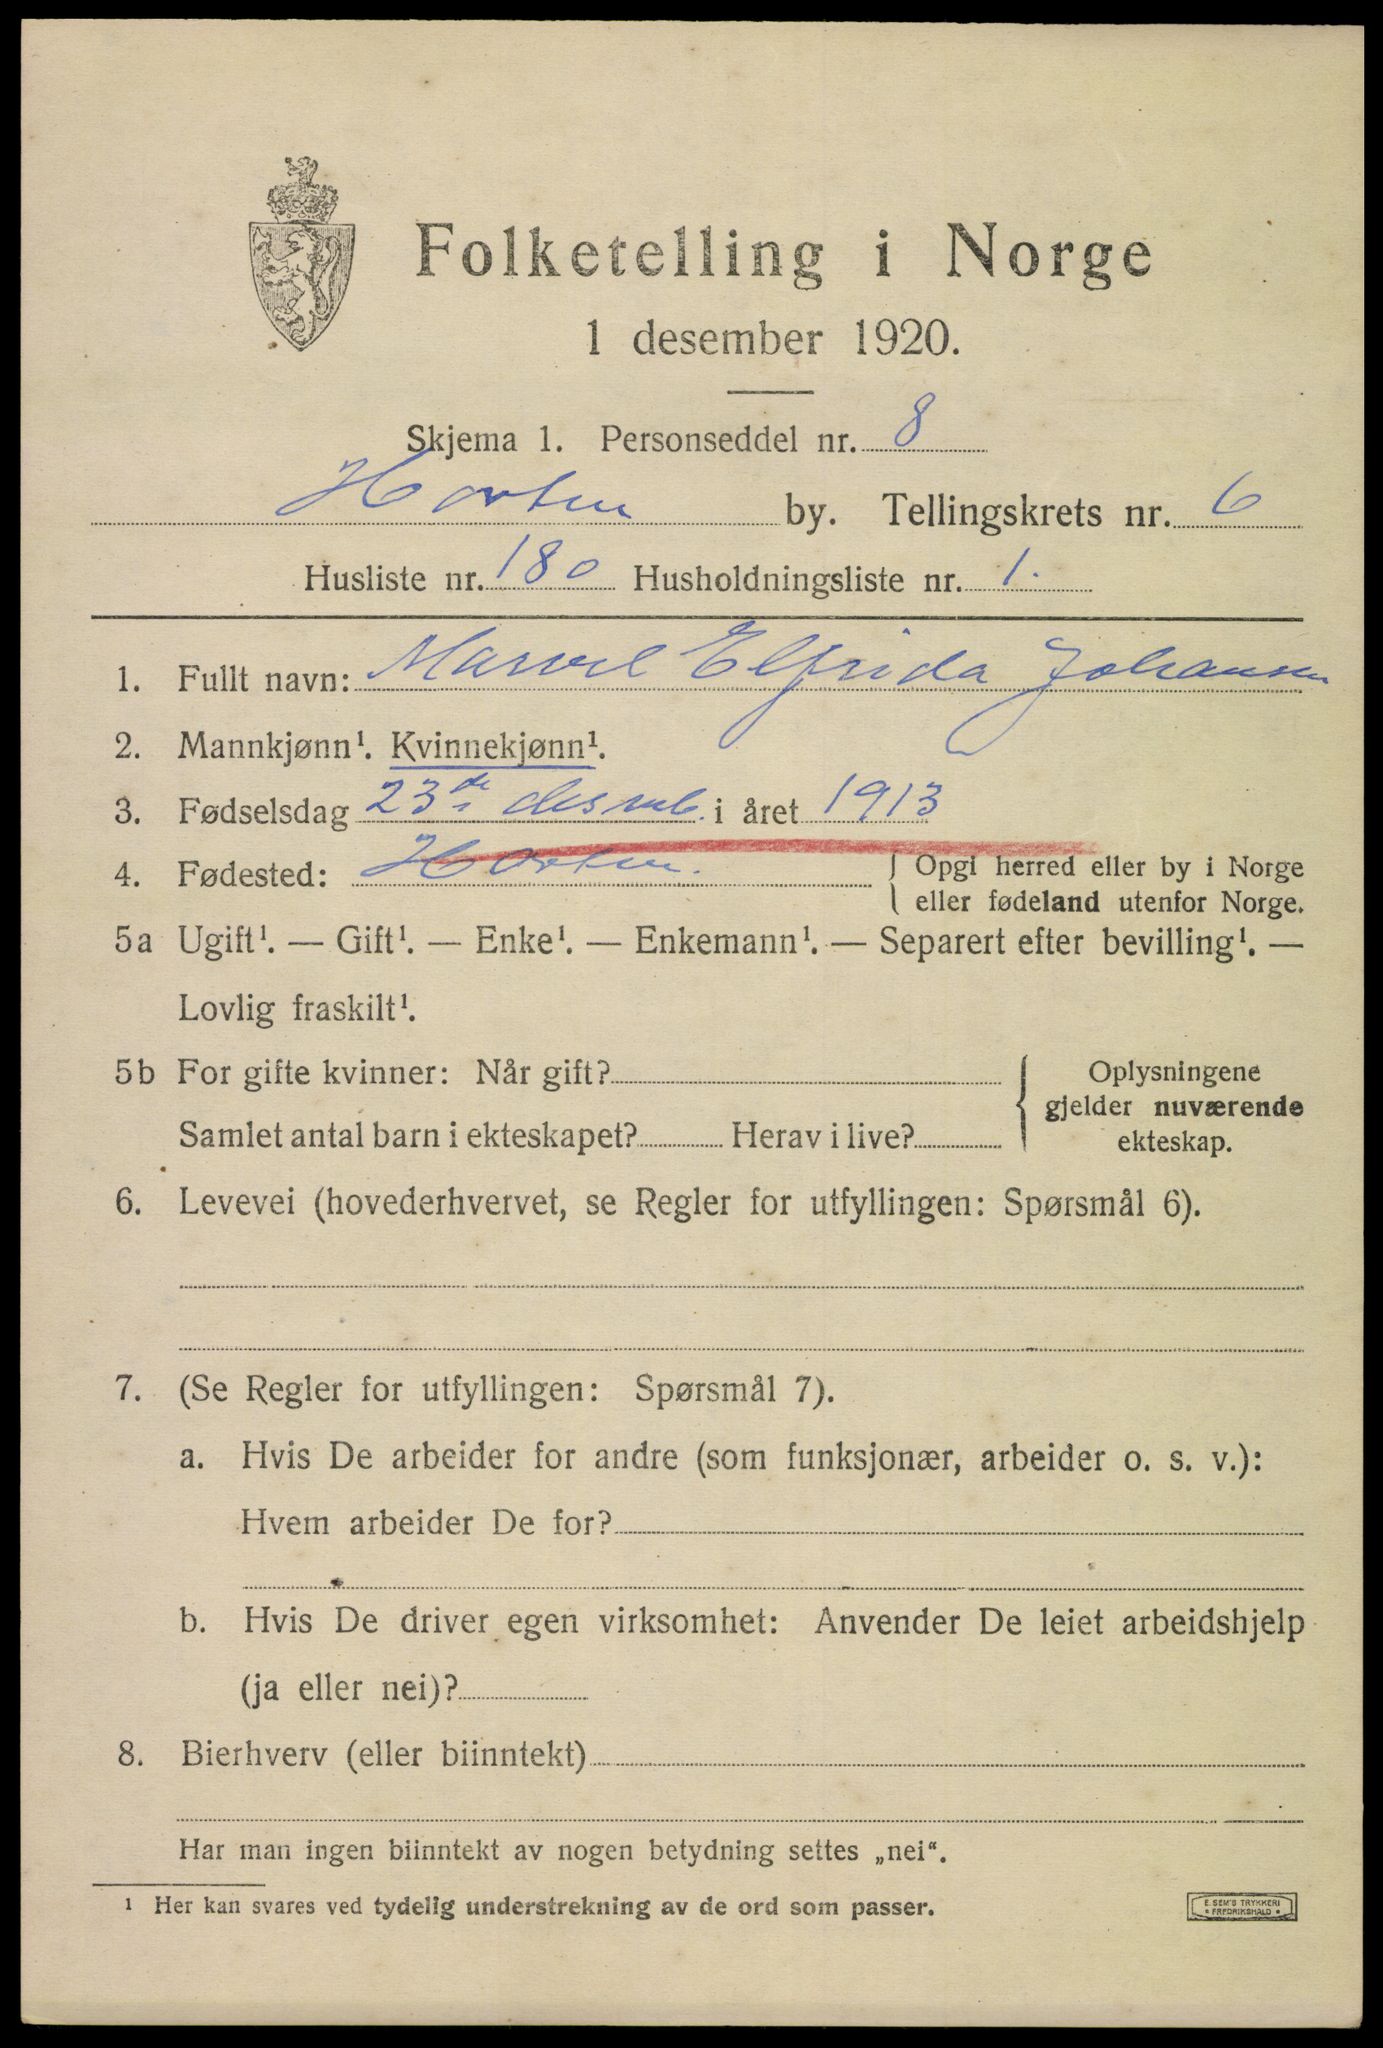 Folketelling i Norge
1 desember 1920.
Skjema 1. Personseddel nr. 8
Horten by. Tellingskrets nr. 6
Husliste nr. 180 Husholdningsliste nr. 1.
1. Fullt navn: Elfrida Johansen
2. Mannkjønn¹. Kvinnekjønn¹.
3. Fødselsdag 23de desemb. i året 1913
4. Fødested: Horten. { Opgi herred eller by i Norge
eller fødeland utenfor Norge.
5a Ugift¹. — Gift¹. — Enke¹. — Enkemann¹. — Separert efter bevilling¹. —
Lovlig fraskilt¹.
5b For gifte kvinner: Når gift? { Oplysningene
gjelder nuværende
Samlet antal barn i ekteskapet? Herav i live?
ekteskap.
6. Levevei (hovederhvervet, se Regler for utfyllingen: Spørsmål 6).
7. (Se Regler for utfyllingen: Spørsmål 7).
a. Hvis De arbeider for andre (som funksjonær, arbeider o. s. v.):
Hvem arbeider De for?
b. Hvis De driver egen virksomhet: Anvender De leiet arbeidshjelp
(ja eller nei)?
8. Bierhverv (eller biinntekt)
Har man ingen biinntekt av nogen betydning settes „nei“.
¹ Her kan svares ved tydelig understrekning av de ord som passer.
E. SEM'S TRYKKERI
• FREDRIKSHALD •